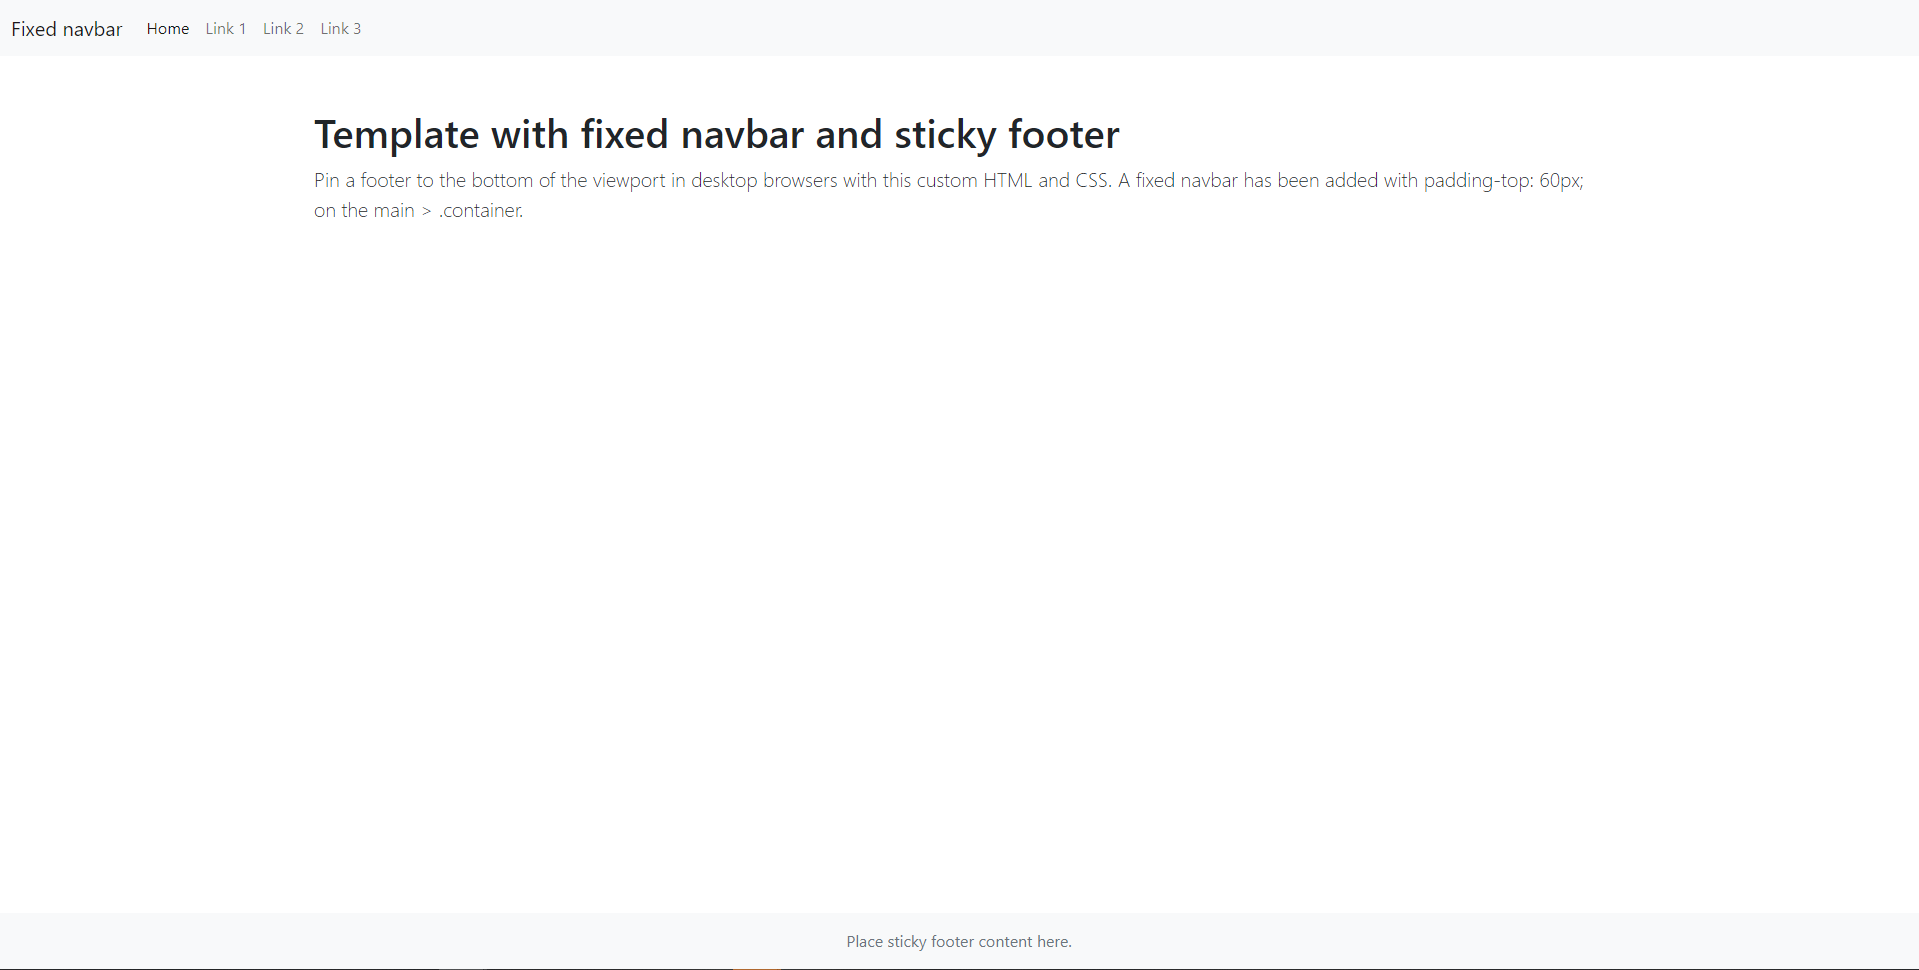 Fixed navbar Home Link 1 Link 2 Link 3
Template with fixed navbar and sticky footer
Pin a footer to the bottom of the viewport in desktop browsers with this custom HTML and CSS. A fixed navbar has been added with padding-top: 60px;
on the main > .container.
Place sticky footer content here.